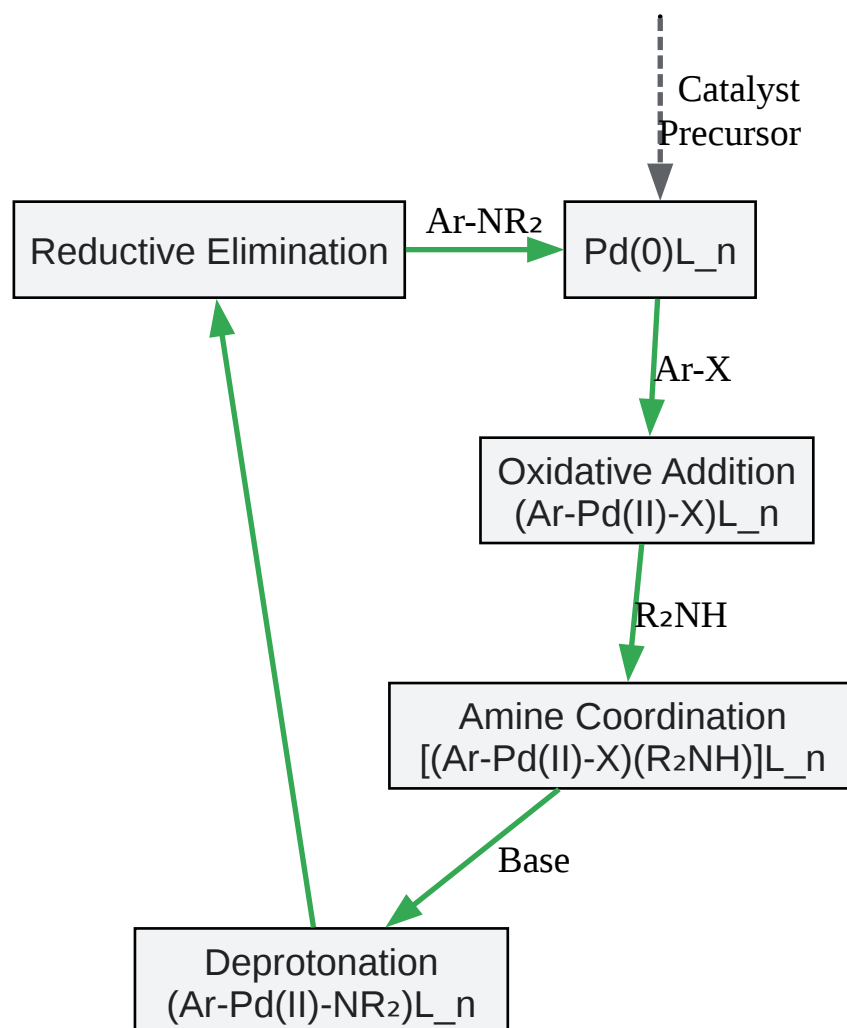 Catalyst
Precursor
Reductive Elimination
Ar-NR₂
Pd(0)L_n
Ar-X
Oxidative Addition
(Ar-Pd(II)-X)L_n
R₂NH
Amine Coordination
[(Ar-Pd(II)-X)(R₂NH)]L_n
Base
Deprotonation
(Ar-Pd(II)-NR₂)L_n